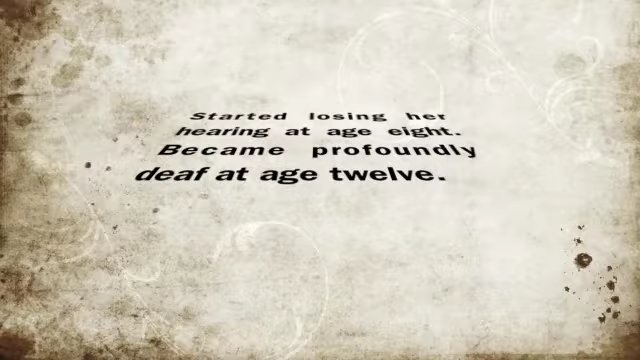 Started losing her
hearing at age eight.
Became profoundly
deaf at age twelve.